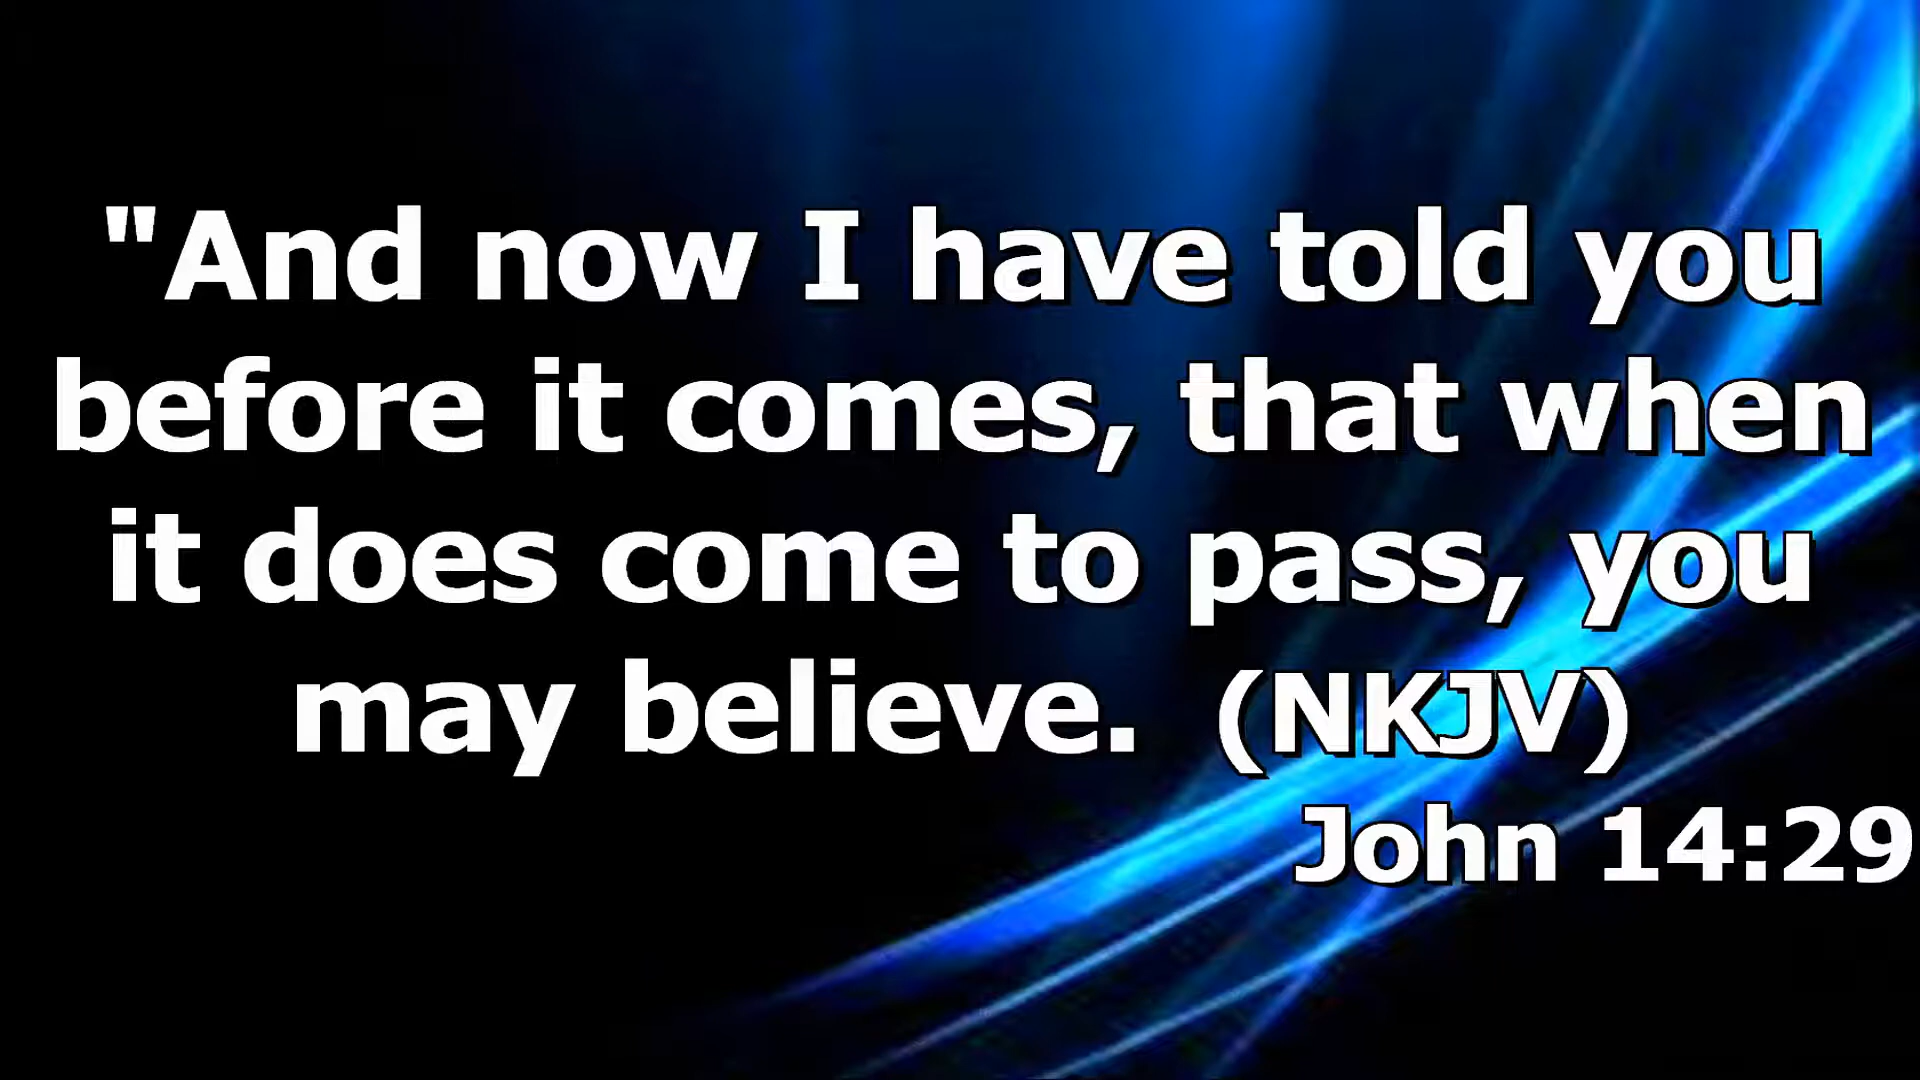 "And now I have told you
before it comes, that when
it does come to pass, you
may believe.  (NKJV)
John 14:29